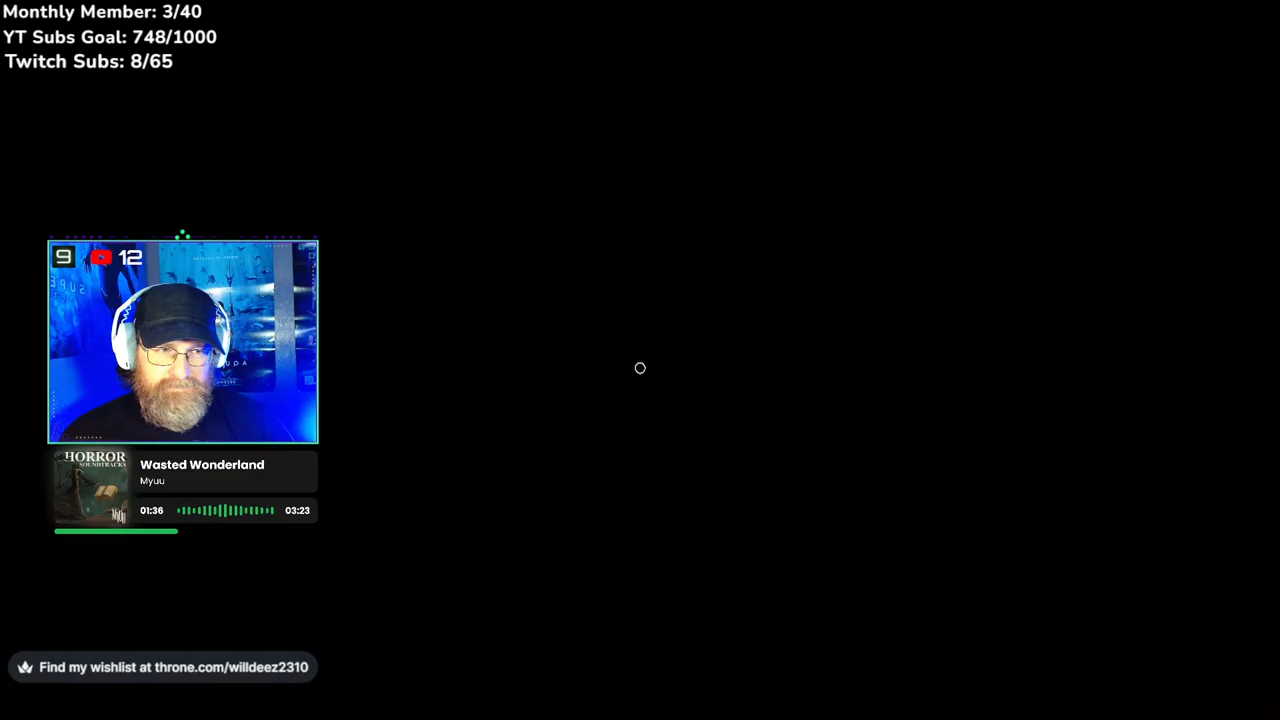 Monthly Member: 3/40
YT Subs Goal: 748/1000
Twitch Subs: 8/65
9 12
HORROR
SOUNDTRACKS
Myuu
Wasted Wonderland
Myuu
01:36 03:23
Find my wishlist at throne.com/willdeez2310